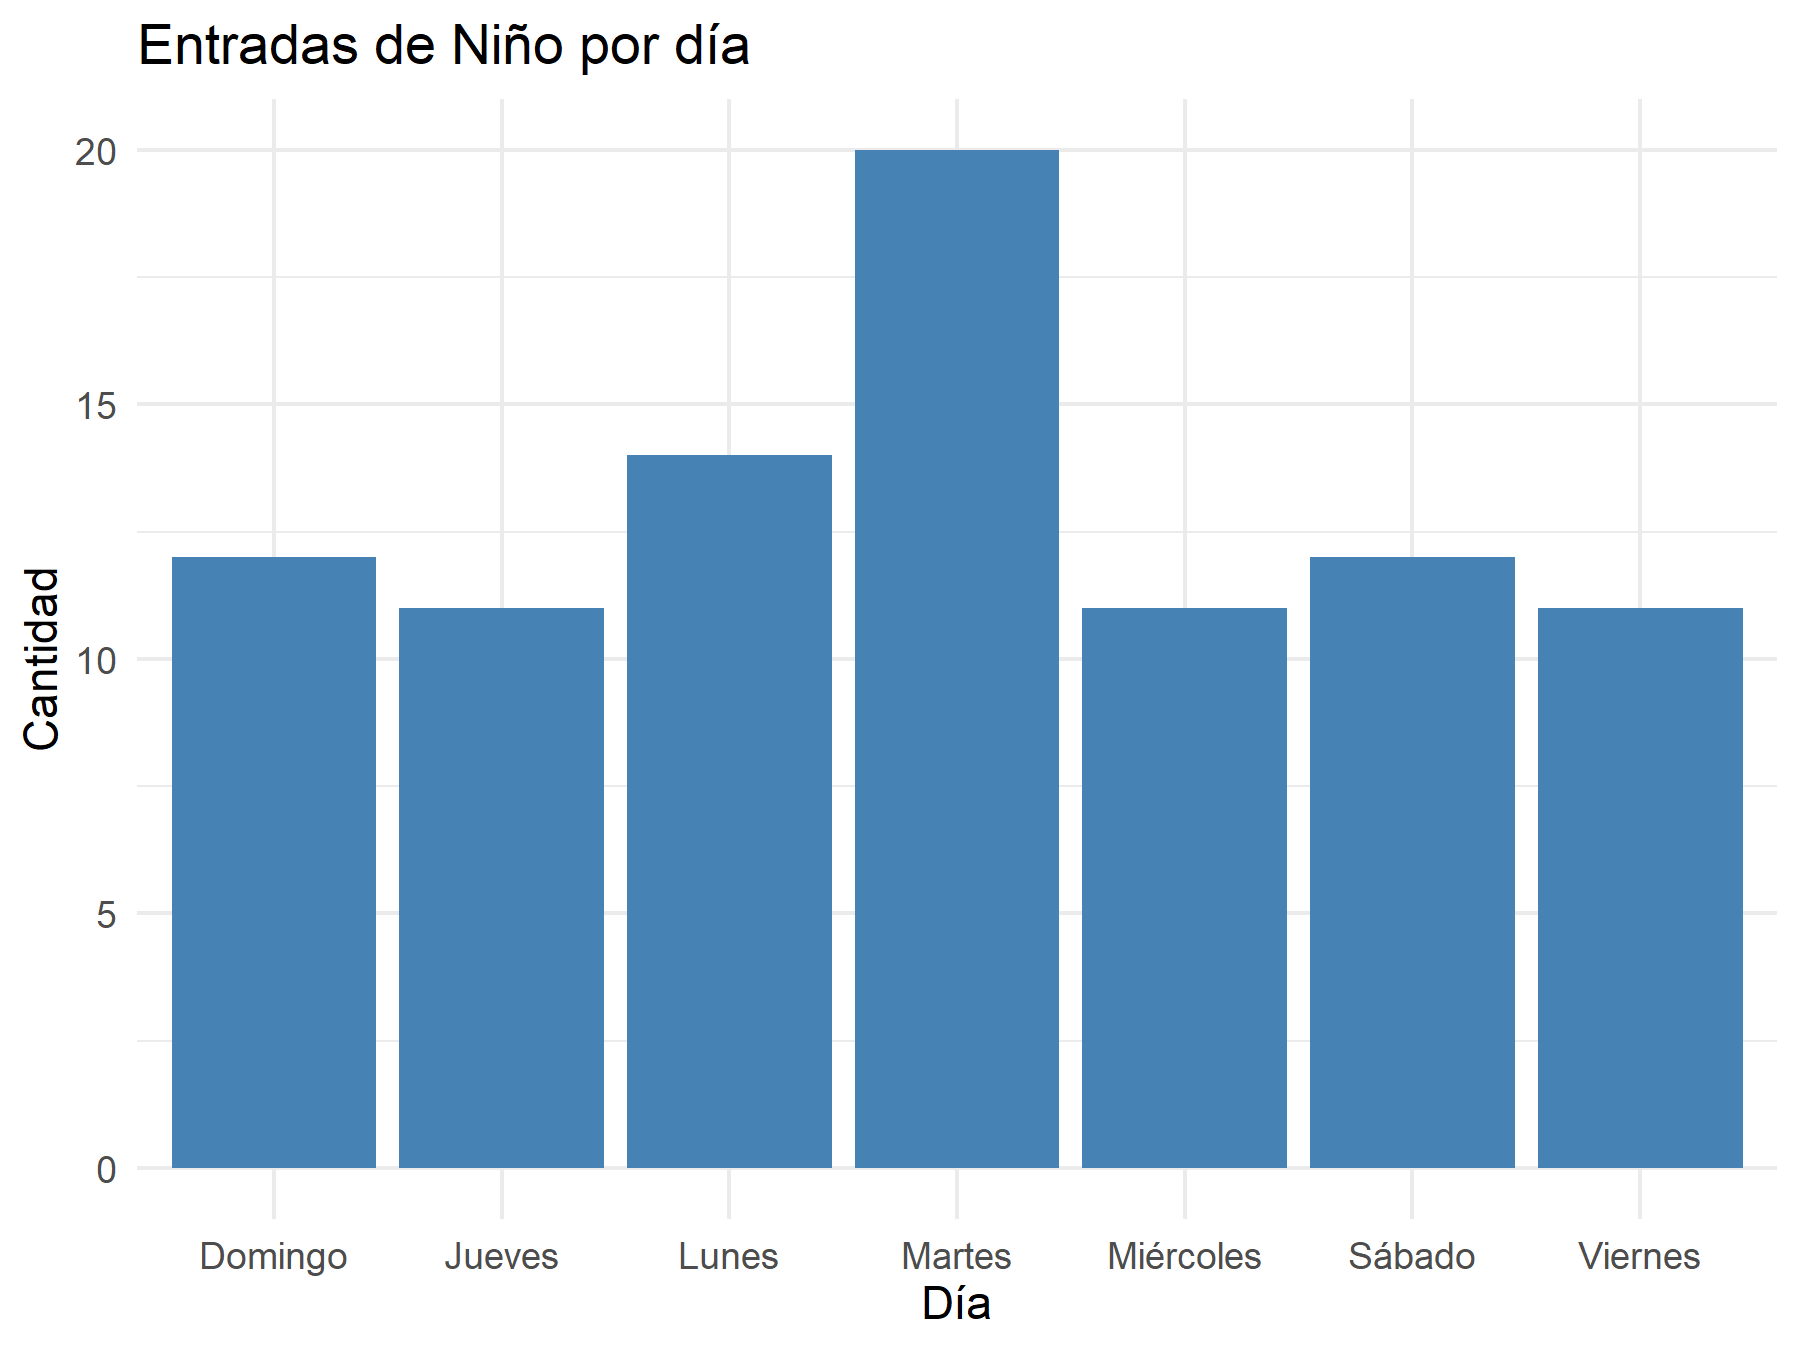 Entradas de Niño por día
Cantidad
20
15
10
5
0
Domingo Jueves Lunes Martes Miércoles Sábado Viernes
Día